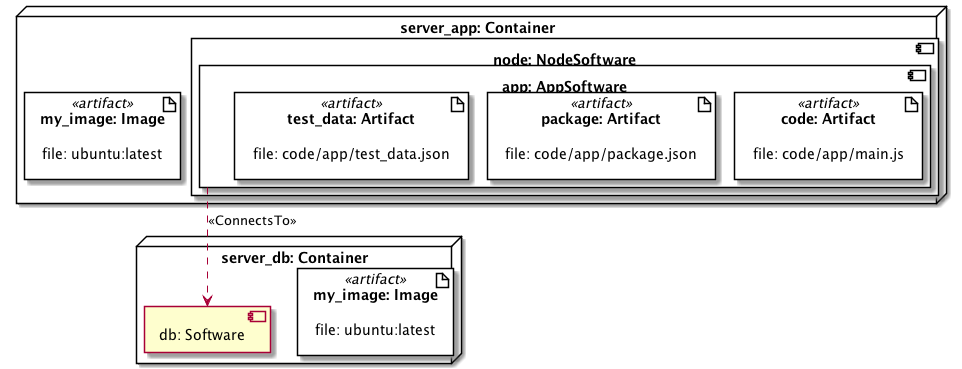 server_app: Container
node: NodeSoftware
app: AppSoftware
«artifact»
my_image: Image
file: ubuntu:latest
«artifact»
test_data: Artifact
file: code/app/test_data.json
«artifact»
package: Artifact
file: code/app/package.json
«artifact»
code: Artifact
file: code/app/main.js
«ConnectsTo»
server_db: Container
db: Software
«artifact»
my_image: Image
file: ubuntu:latest